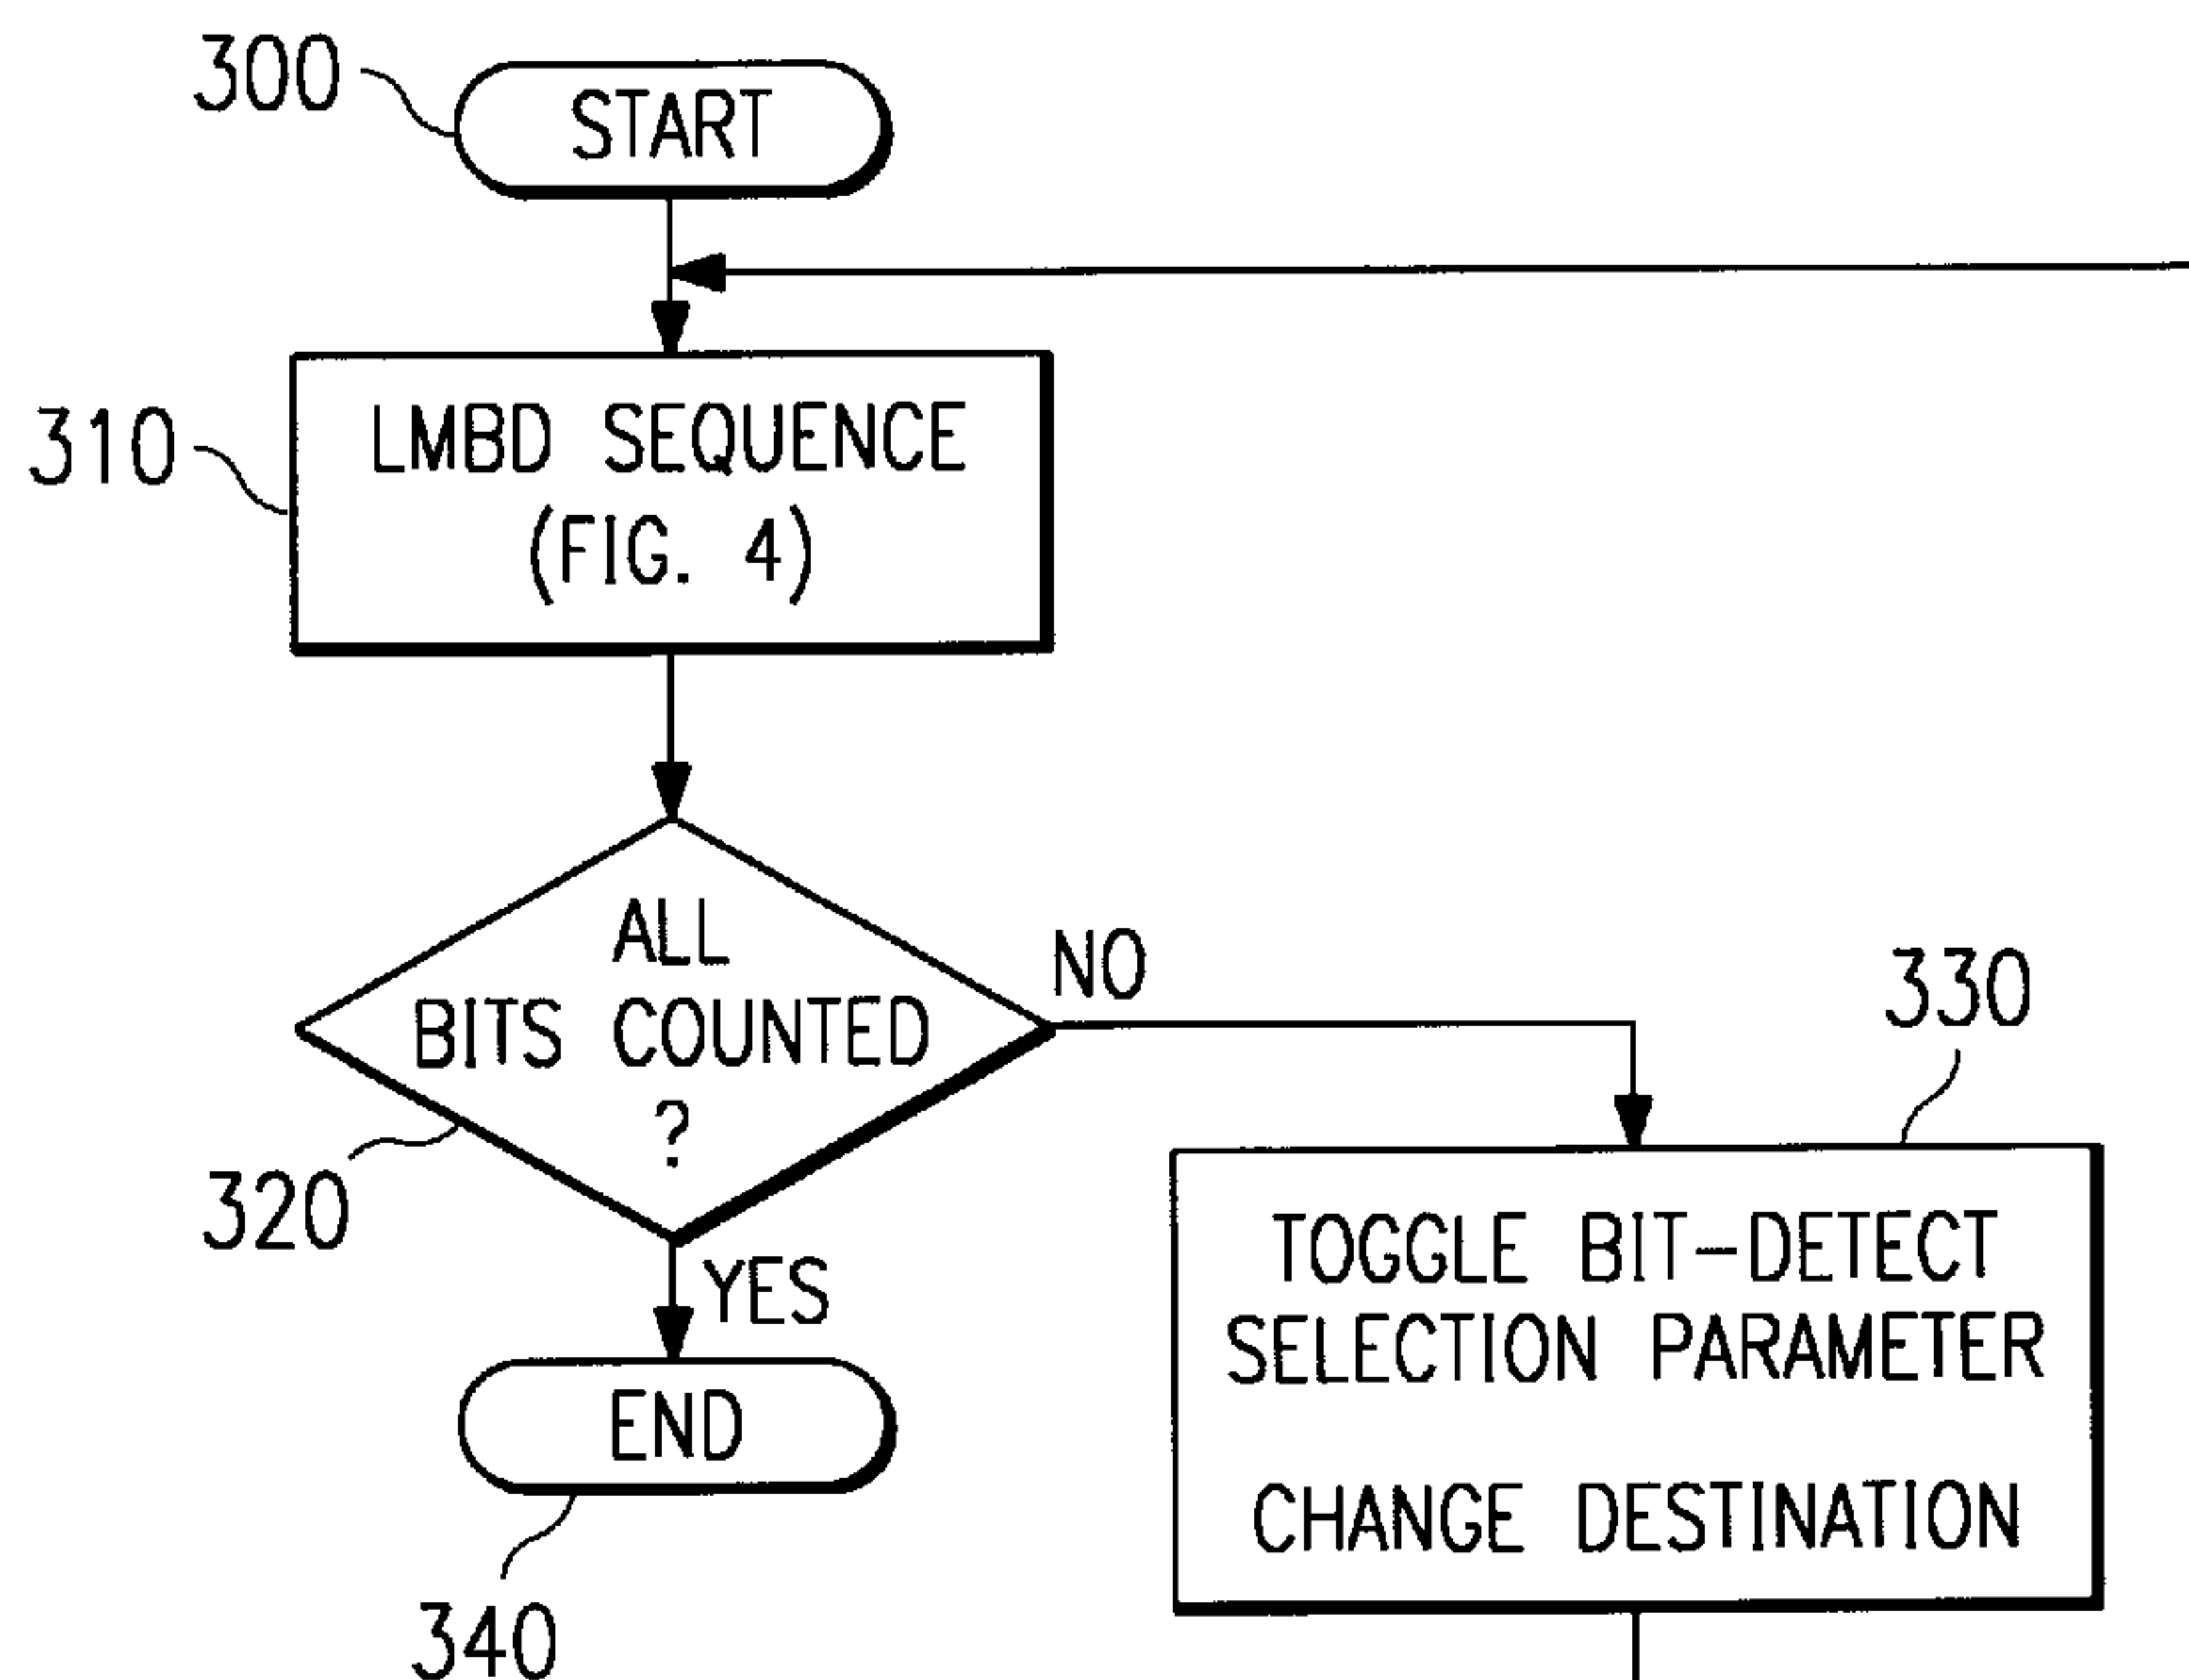 300
START
310
LMBD SEQUENCE
(FIG. 4)
ALL
BITS COUNTED
?
NO
320
YES
330
TOGGLE BIT-DETECT
SELECTION PARAMETER
CHANGE DESTINATION
END
340